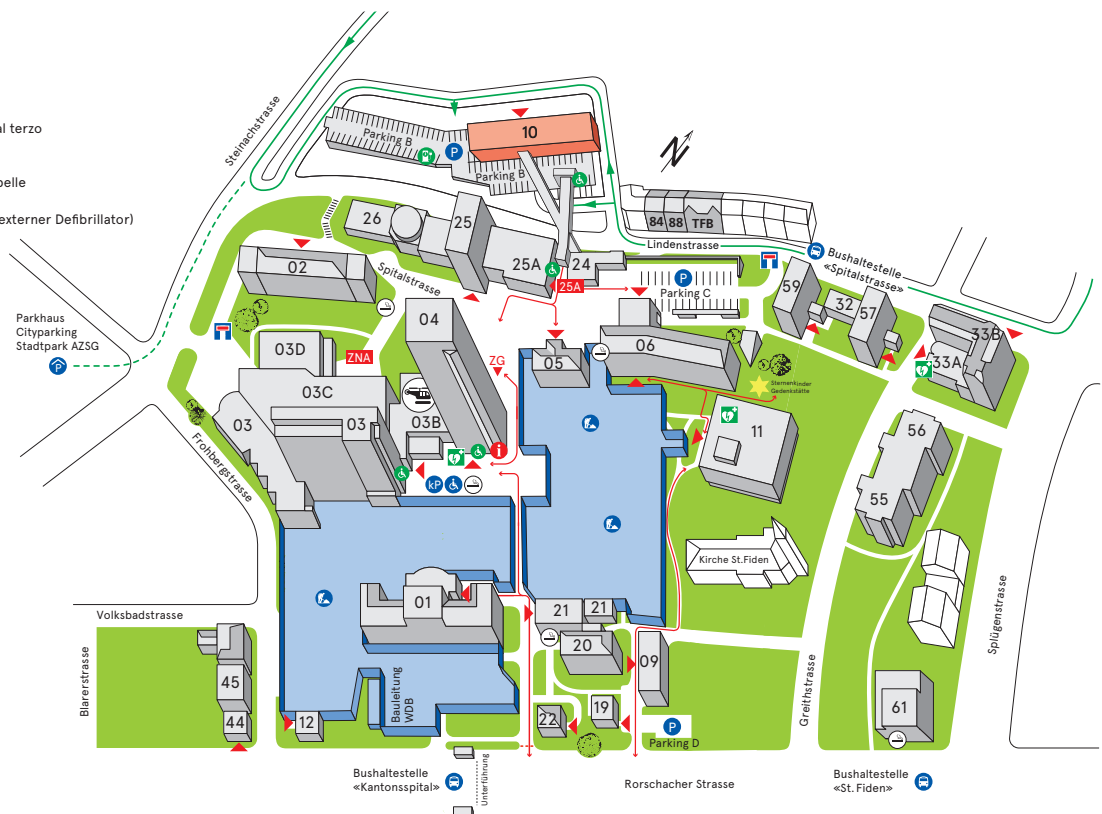 al terzo
elle
externer Defibrillator)
Steinachstrasse
Parking B
P
10
Parking B
N
84 88 TFB
Lindenstrasse
Bushaltestelle
«Spitalstrasse»
26
25
25A
24
25A
P
Parking C
02
Spitalstrasse
59
32
57
33B
33A
Parkhaus
Cityparking
Stadtpark AZSG
P
04
03D
ZNA
ZG
05
06
Sternenkinder
Gedenkstätte
03C
03
03
03B
i
kP
11
56
55
Frohbergstrasse
Kirche St.Fiden
01
21
21
20
09
Volksbadstrasse
Blarerstrasse
45
44
12
Bauleitung
WDB
22
19
P
Parking D
Greithstrasse
Splügenstrasse
61
Bushaltestelle
«Kantonsspital»
Unterführung
Rorschacher Strasse
Bushaltestelle
«St. Fiden»